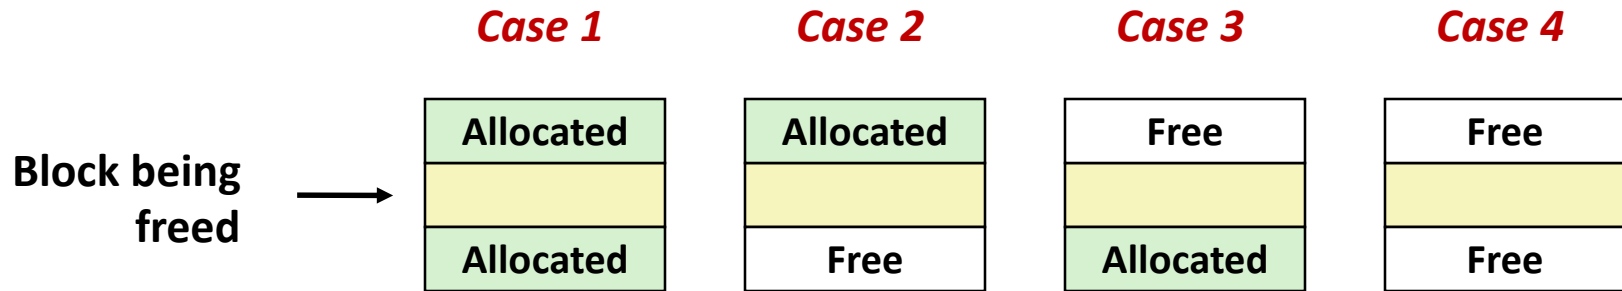 Case 1 Case 2 Case 3 Case 4
Allocated Allocated Free Free
Block being
freed
Allocated Free Allocated Free